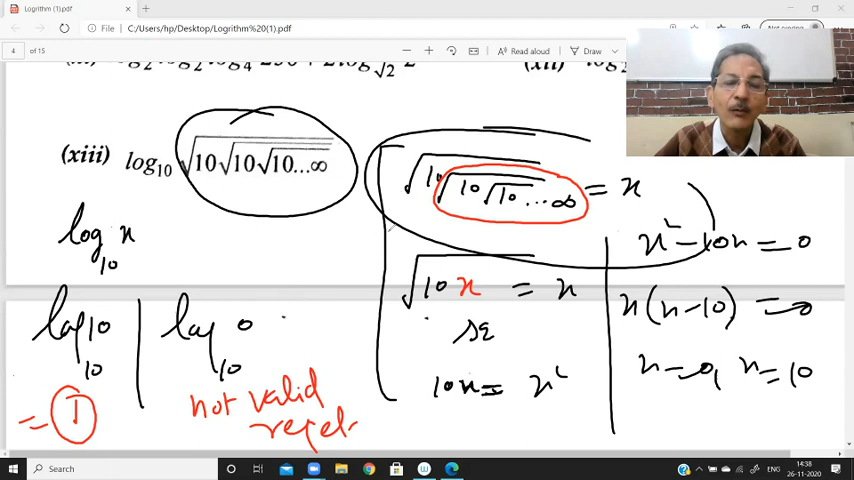 Logrithm%20(1).pdf
File C:/Users/hp/Desktop/Logrithm%20(1).pdf
4 of 15
Read aloud Draw
(xiii) log10 √10√10√10...∞
√10√10√10...∞ = x
log10 x
√10x = x
10x = x²
x² - 10x = 0
x(x-10) = 0
x = 0, x = 10
log10 10
= 1
log10 0
not valid
Search
ENG
14:38
26-11-2020